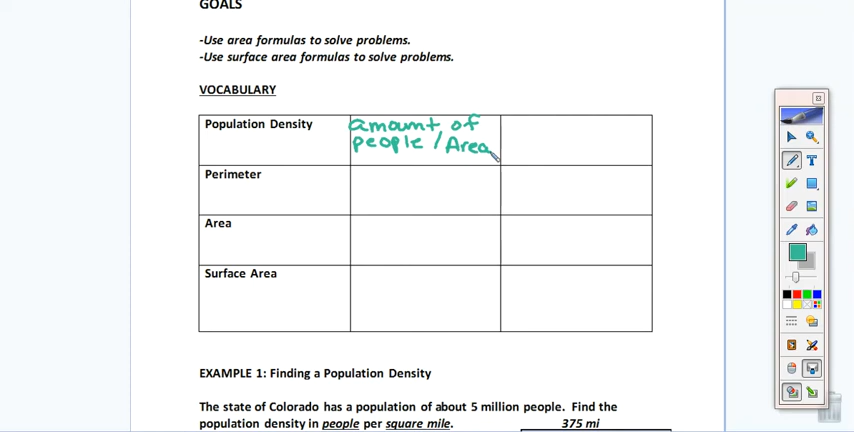 GOALS
-Use area formulas to solve problems.
-Use surface area formulas to solve problems.
VOCABULARY
Population Density
amount of
people / Area
Perimeter
Area
Surface Area
EXAMPLE 1: Finding a Population Density
The state of Colorado has a population of about 5 million people. Find the
population density in people per square mile.
375 mi
T